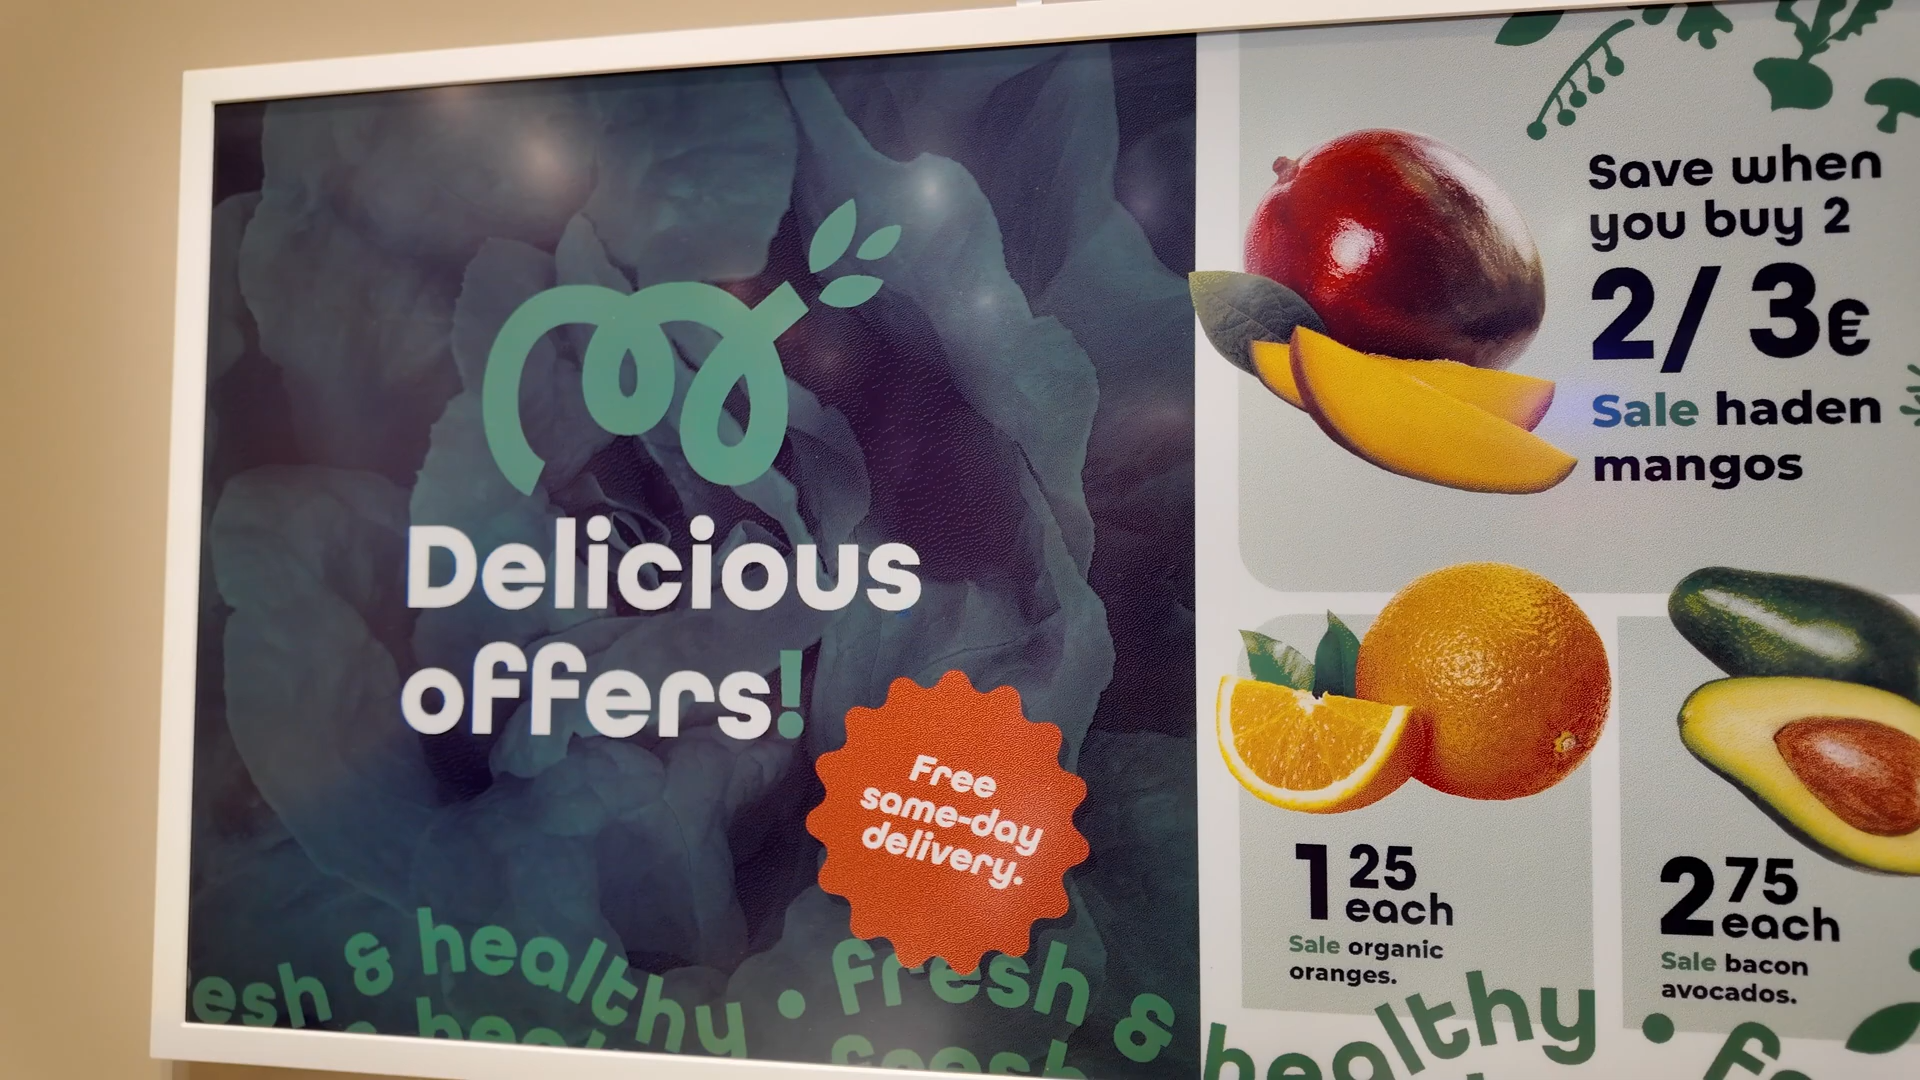 Delicious
offers!
Free
same-day
delivery.
esh & healthy • fresh &
Save when
you buy 2
2/ 3€
Sale haden
mangos
1 25
each
Sale organic
oranges.
2 75
each
Sale bacon
avocados.
healthy •